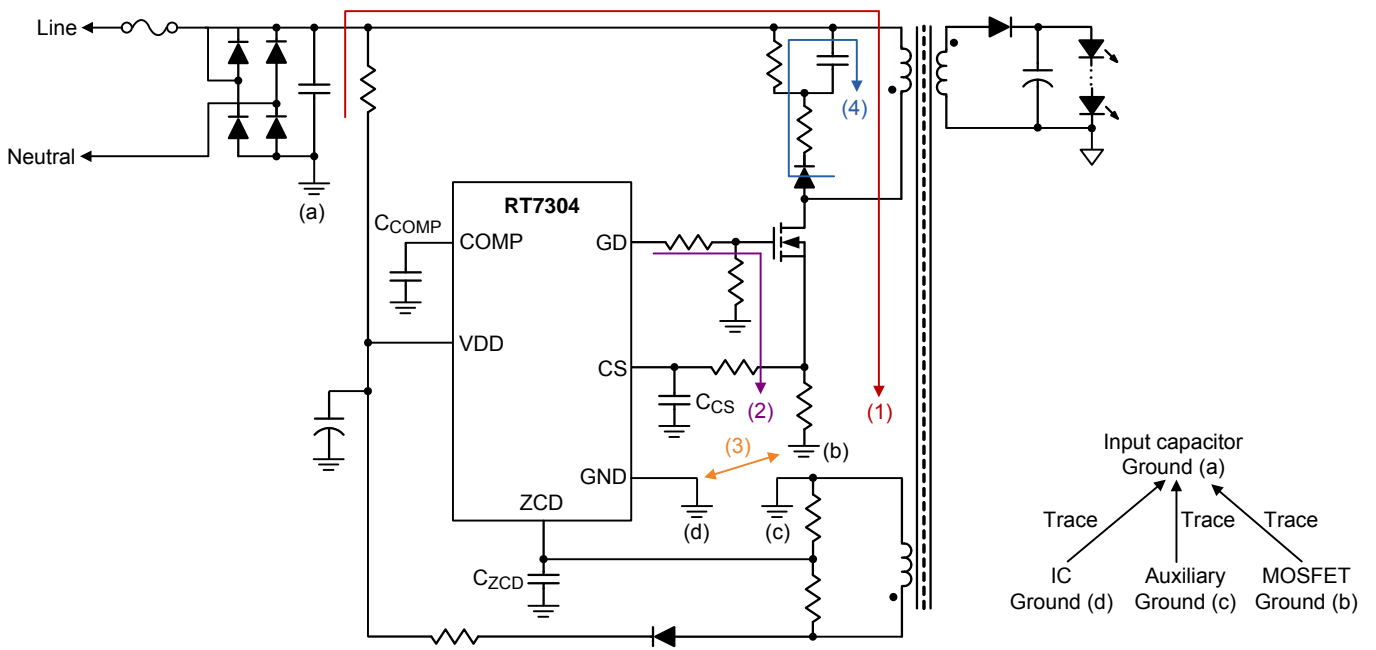 Line
Neutral
(a)
(4)
RT7304
CCOMP
COMP
GD
VDD
CS
CCS
(2)
(1)
(3)
(b)
GND
ZCD
(d)
(c)
CZCD
Input capacitor
Ground (a)
Trace
Trace
Trace
IC
Ground (d)
Auxiliary
Ground (c)
MOSFET
Ground (b)